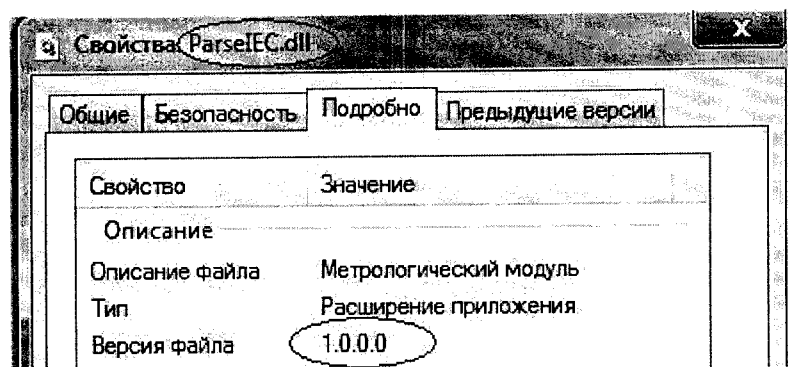 Свойства: ParseIEC.dll
Общие Безопасность Подробно Предыдущие версии
Свойство Значение
Описание
Описание файла Метрологический модуль
Тип Расширение приложения
Версия файла 1.0.0.0